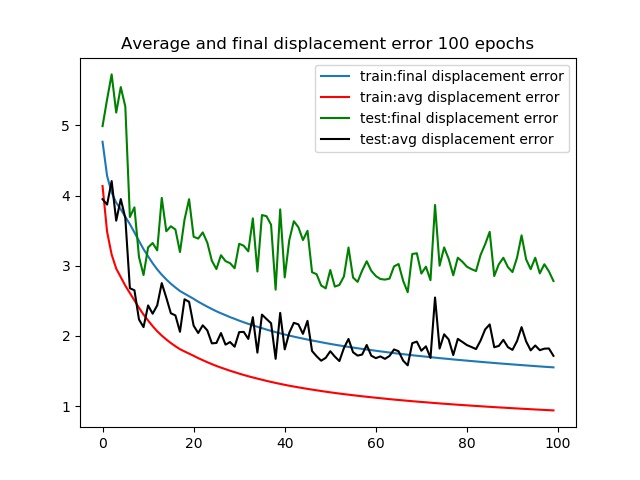 Average and final displacement error 100 epochs
train:final displacement error
train:avg displacement error
test:final displacement error
test:avg displacement error
5
4
3
2
1
0 20 40 60 80 100